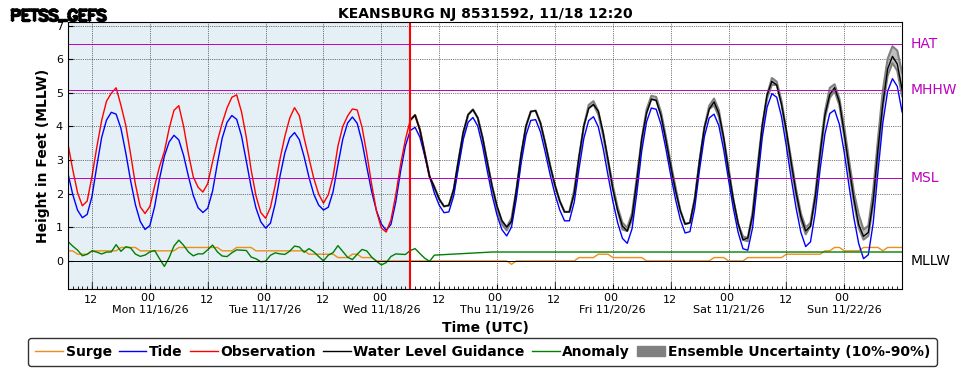 PETSS_GEFS
KEANSBURG NJ 8531592, 11/18 12:20
Height in Feet (MLLW)
7
6
5
4
3
2
1
0
HAT
MHHW
MSL
MLLW
12 00 12 00 12 00 12 00 12 00 12 00 12 00
Mon 11/16/26 Tue 11/17/26 Wed 11/18/26 Thu 11/19/26 Fri 11/20/26 Sat 11/21/26 Sun 11/22/26
Time (UTC)
Surge Tide Observation Water Level Guidance Anomaly Ensemble Uncertainty (10%-90%)